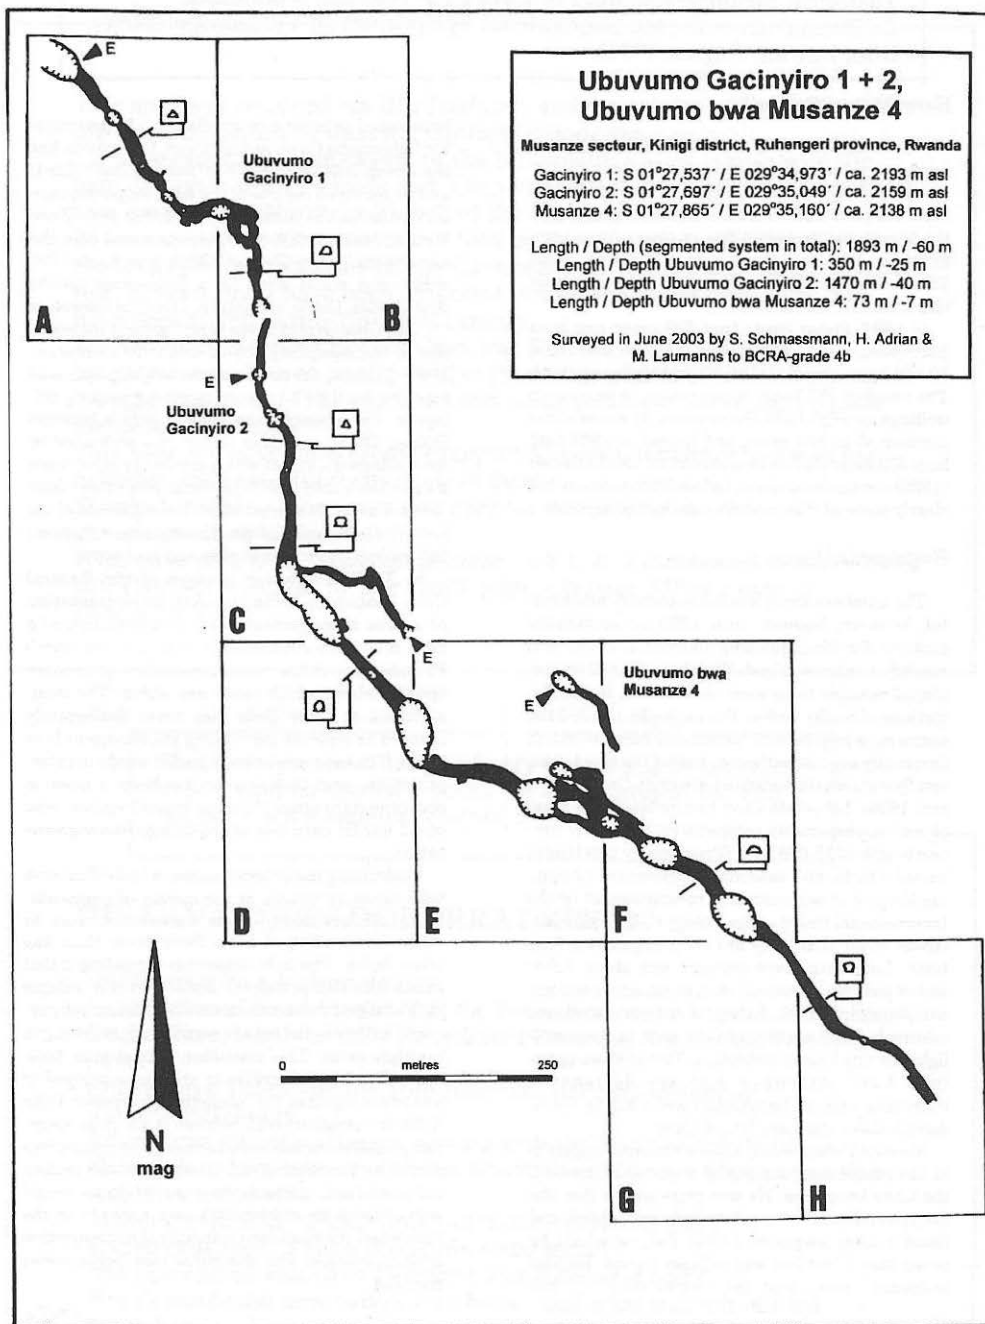 Ubuvumo Gacinyiro 1 + 2,
Ubuvumo bwa Musanze 4
Musanze secteur, Kinigi district, Ruhengeri province, Rwanda
Gacinyiro 1: S 01°27,537´ / E 029°34,973´ / ca. 2193 m asl
Gacinyiro 2: S 01°27,697´ / E 029°35,049´ / ca. 2159 m asl
Musanze 4: S 01°27,865´ / E 029°35,160´ / ca. 2138 m asl
Length / Depth (segmnted system in total): 1893 m / -60 m
Length / Depth Ubuvumo Gacinyiro 1: 350 m / -25 m
Length / Depth Ubuvumo Gacinyiro 2: 1470 m / -40 m
Length / Depth Ubuvumo bwa Musanze 4: 73 m / -7 m
Surveyed in June 2003 by S. Schmassmann, H. Adrian &
M. Laumanns to BCRA-grade 4b
E
Ubuvumo
Gacinyiro 1
A
B
E
Ubuvumo
Gacinyiro 2
C
E
Ubuvumo bwa
Musanze 4
E
D
E
F
0
metres
250
N
mag
G
H